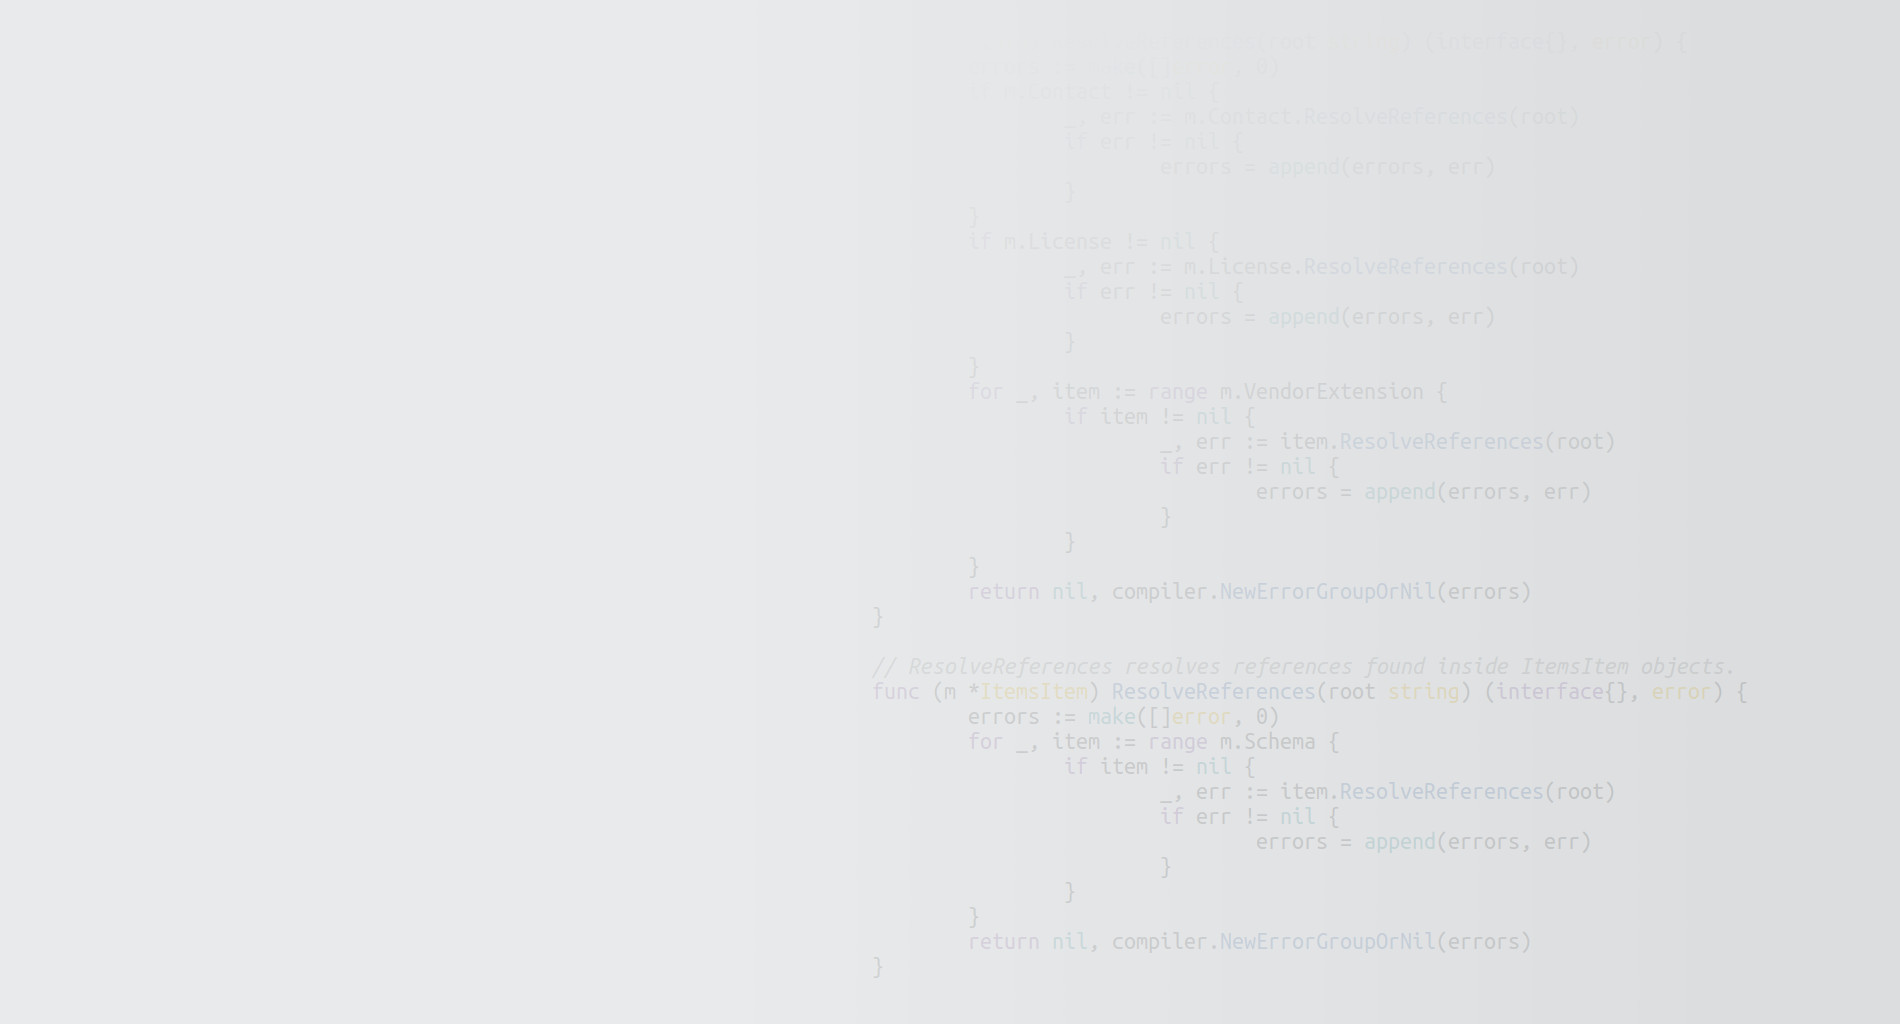 (root string) (interface{}, error) {
errors := make([]error, 0)
if m.Contact != nil {
_, err := m.Contact.ResolveReferences(root)
if err != nil {
errors = append(errors, err)
}
}
if m.License != nil {
_, err := m.License.ResolveReferences(root)
if err != nil {
errors = append(errors, err)
}
}
for _, item := range m.VendorExtension {
if item != nil {
_, err := item.ResolveReferences(root)
if err != nil {
errors = append(errors, err)
}
}
}
return nil, compiler.NewErrorGroupOrNil(errors)
}
// ResolveReferences resolves references found inside ItemsItem objects.
func (m *ItemsItem) ResolveReferences(root string) (interface{}, error) {
errors := make([]error, 0)
for _, item := range m.Schema {
if item != nil {
_, err := item.ResolveReferences(root)
if err != nil {
errors = append(errors, err)
}
}
}
return nil, compiler.NewErrorGroupOrNil(errors)
}